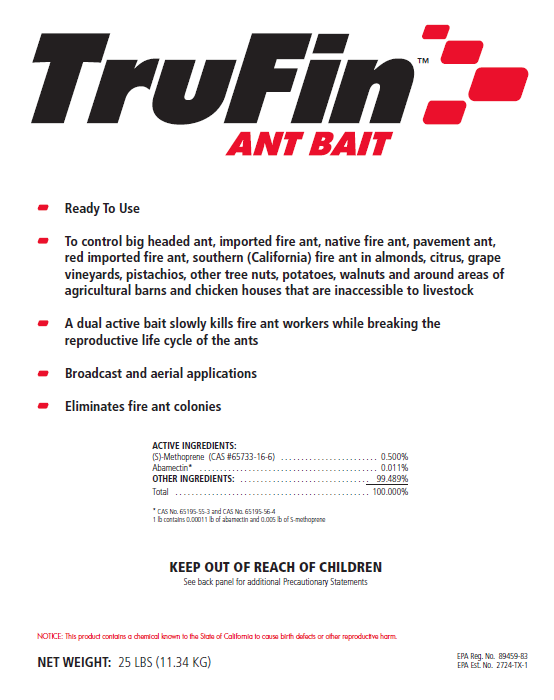 TruFin™
ANT BAIT
Ready To Use
To control big headed ant, imported fire ant, native fire ant, pavement ant,
red imported fire ant, southern (California) fire ant in almonds, citrus, grape
vineyards, pistachios, other tree nuts, potatoes, walnuts and around areas of
agricultural barns and chicken houses that are inaccessible to livestock
A dual active bait slowly kills fire ant workers while breaking the
reproductive life cycle of the ants
Broadcast and aerial applications
Eliminates fire ant colonies
ACTIVE INGREDIENTS:
(S)-Methoprene (CAS #65733-16-6) ........................ 0.500%
Abamectin* ............................................ 0.011%
OTHER INGREDIENTS: .................................. 99.489%
Total ................................................ 100.000%
* CAS No. 65195-55-3 and CAS No. 65195-56-4
1 lb contains 0.00011 lb of abamectin and 0.005 lb of S-methoprene
KEEP OUT OF REACH OF CHILDREN
See back panel for additional Precautionary Statements
NOTICE: This product contains a chemical known to the State of California to cause birth defects or other reproductive harm.
NET WEIGHT: 25 LBS (11.34 KG)
EPA Reg. No. 89459-83
EPA Est. No. 2724-TX-1